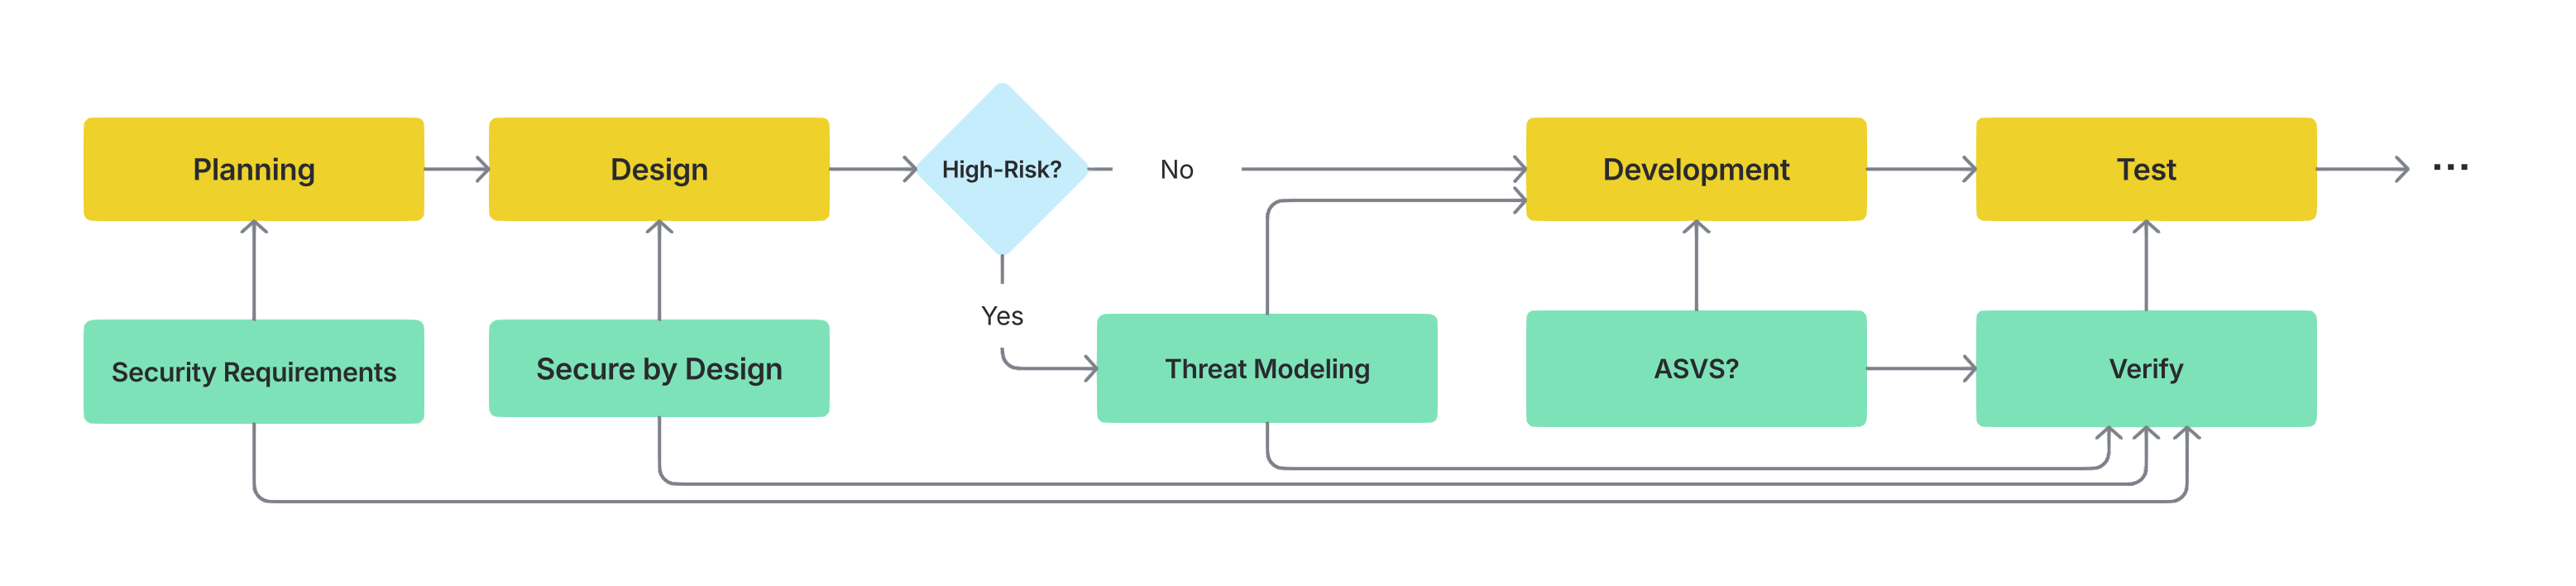 Planning
Design
High-Risk?
No
Development
Test
...
Yes
Security Requirements
Secure by Design
Threat Modeling
ASVS?
Verify